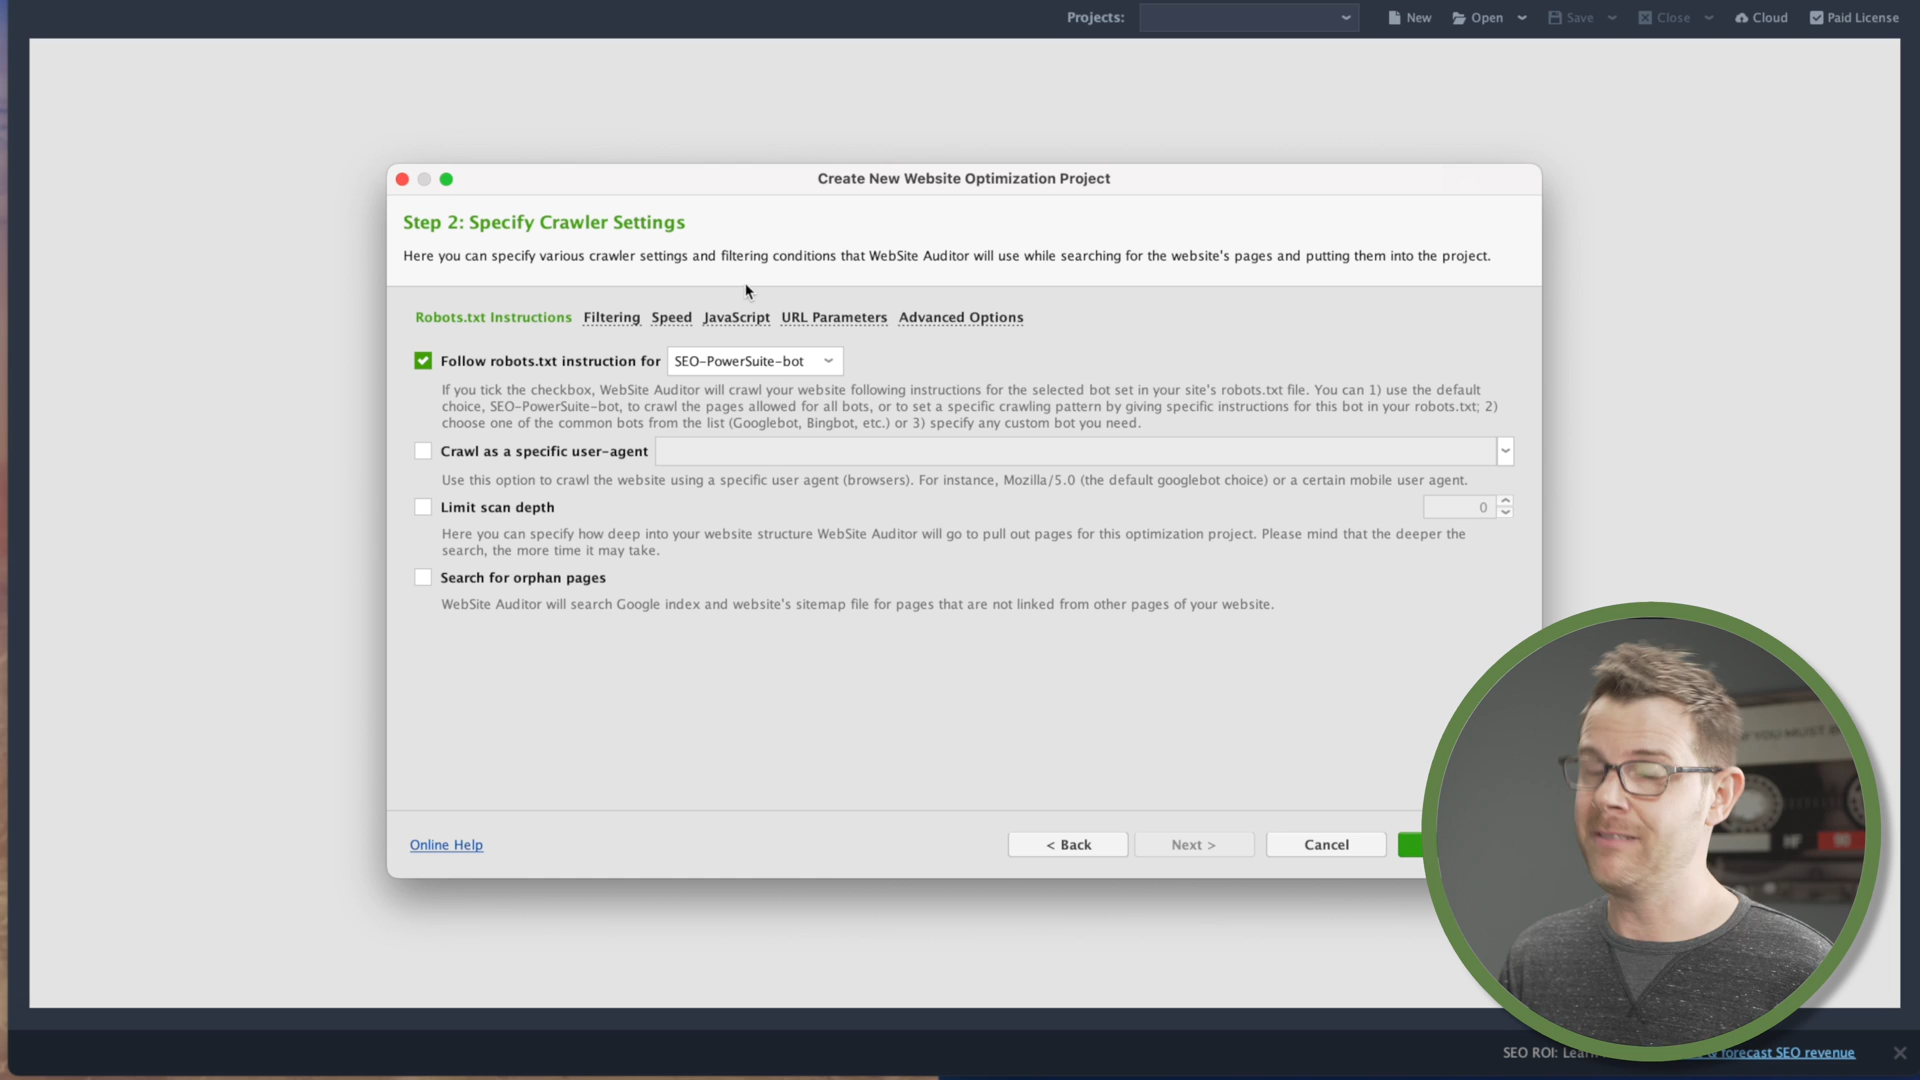 Projects:
New
Open
Save
Close
Cloud
Paid License
Create New Website Optimization Project
Step 2: Specify Crawler Settings
Here you can specify various crawler settings and filtering conditions that WebSite Auditor will use while searching for the website's pages and putting them into the project.
Robots.txt Instructions Filtering Speed JavaScript URL Parameters Advanced Options
Follow robots.txt instruction for SEO-PowerSuite-bot
If you tick the checkbox, WebSite Auditor will crawl your website following instructions for the selected bot set in your site's robots.txt file. You can 1) use the default
choice, SEO-PowerSuite-bot, to crawl the pages allowed for all bots, or to set a specific crawling pattern by giving specific instructions for this bot in your robots.txt; 2)
choose one of the common bots from the list (Googlebot, Bingbot, etc.) or 3) specify any custom bot you need.
Crawl as a specific user-agent
Use this option to crawl the website using a specific user agent (browsers). For instance, Mozilla/5.0 (the default googlebot choice) or a certain mobile user agent.
Limit scan depth 0
Here you can specify how deep into your website structure WebSite Auditor will go to pull out pages for this optimization project. Please mind that the deeper the
search, the more time it may take.
Search for orphan pages
WebSite Auditor will search Google index and website's sitemap file for pages that are not linked from other pages of your website.
IF YOU MUST
HF 90
Online Help
< Back
Next >
Cancel
SEO ROI: forecast SEO revenue